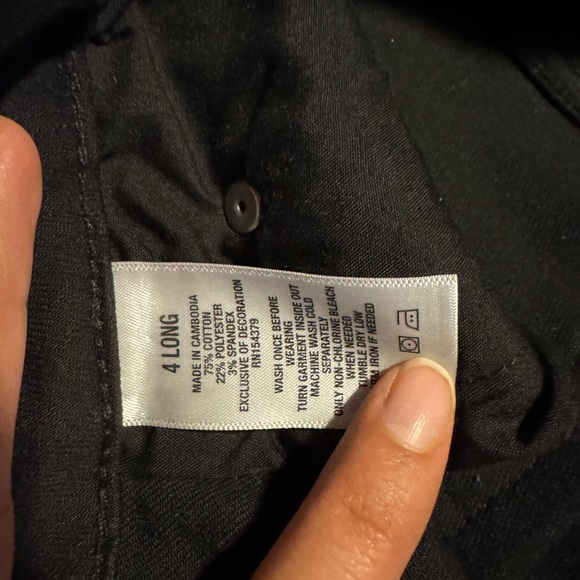 4 LONG
MADE IN CAMBODIA
75% COTTON
22% POLYESTER
3% SPANDEX
EXCLUSIVE OF DECORATION
RN154379
WASH ONCE BEFORE
WEARING
TURN GARMENT INSIDE OUT
MACHINE WASH COLD
SEPARATELY
ONLY NON-CHLORINE BLEACH
WHEN NEEDED
TUMBLE DRY LOW
IRON IF NEEDED